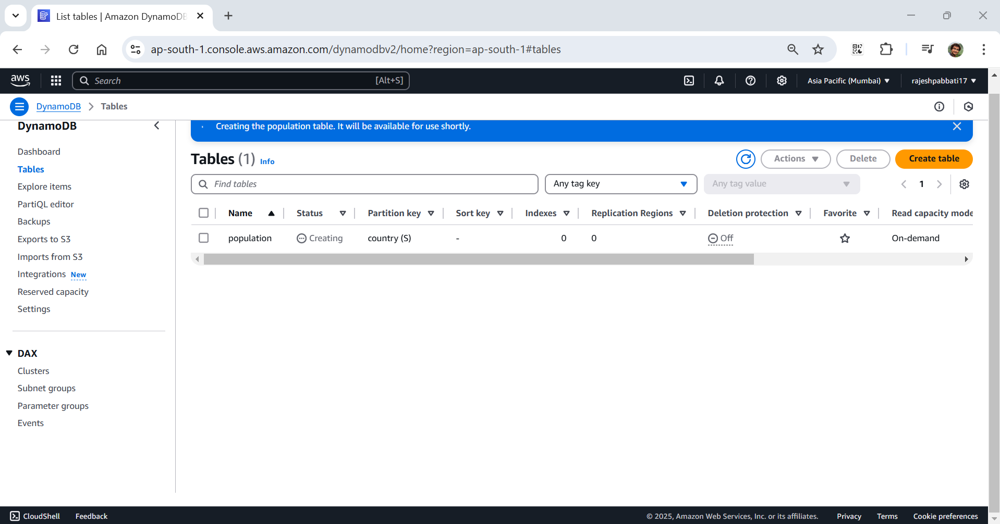 List tables | Amazon DynamoDB
ap-south-1.console.aws.amazon.com/dynamodbv2/home?region=ap-south-1#tables
aws
Search
[Alt+S]
Asia Pacific (Mumbai)
rajeshpabbati17
DynamoDB
Tables
DynamoDB
Dashboard
Tables
Explore items
PartiQL editor
Backups
Exports to S3
Imports from S3
Integrations New
Reserved capacity
Settings
DAX
Clusters
Subnet groups
Parameter groups
Events
Creating the population table. It will be available for use shortly.
Tables (1) Info
Actions
Delete
Create table
Find tables
Any tag key
Any tag value
1
Name Status Partition key Sort key Indexes Replication Regions Deletion protection Favorite Read capacity mode
population Creating country (S) - 0 0 Off On-demand
CloudShell Feedback © 2025, Amazon Web Services, Inc. or its affiliates. Privacy Terms Cookie preferences